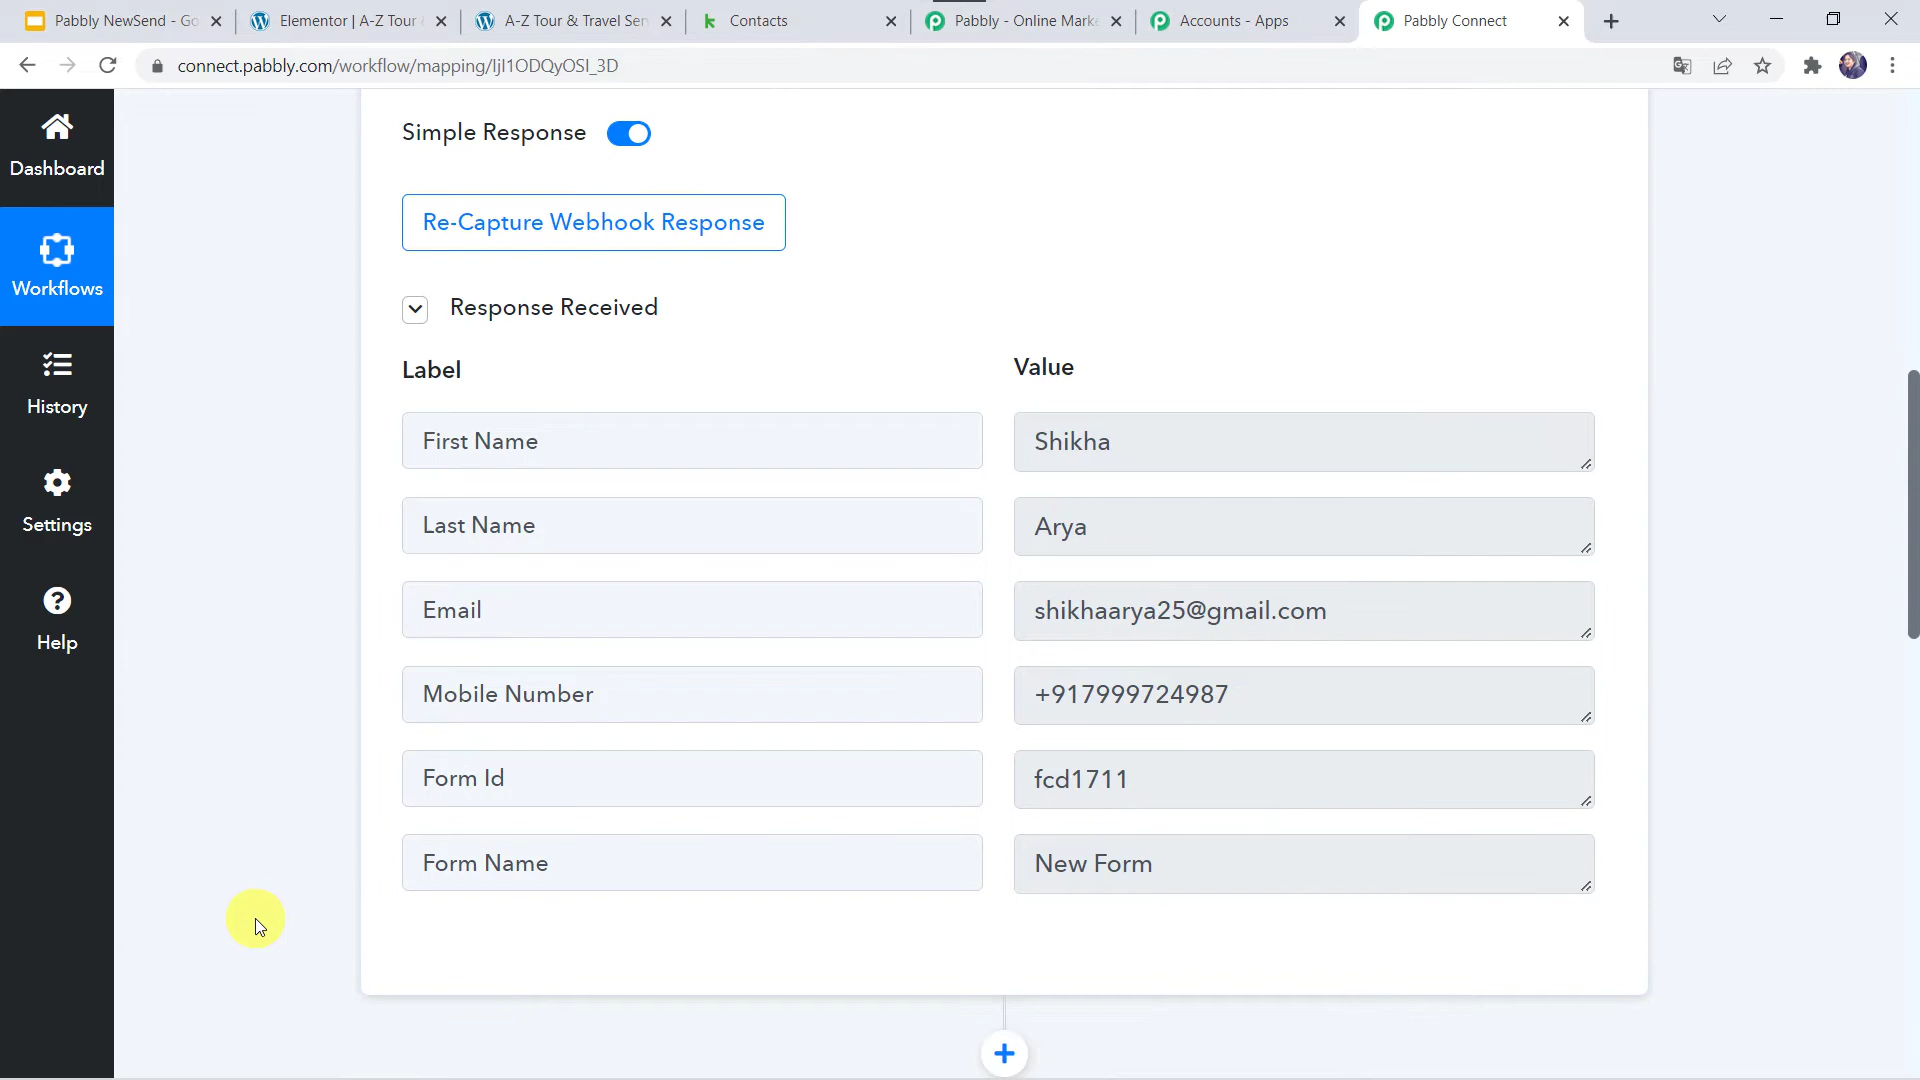 Pabbly NewSend - Go
Elementor | A-Z Tour
A-Z Tour & Travel Ser
Contacts
Pabbly - Online Marke
Accounts - Apps
Pabbly Connect
connect.pabbly.com/workflow/mapping/IjI1ODQyOSI_3D
Dashboard
Workflows
History
Settings
Help
Simple Response
Re-Capture Webhook Response
Response Received
Label Value
First Name Shikha
Last Name Arya
Email shikhaarya25@gmail.com
Mobile Number +917999724987
Form Id fcd1711
Form Name New Form